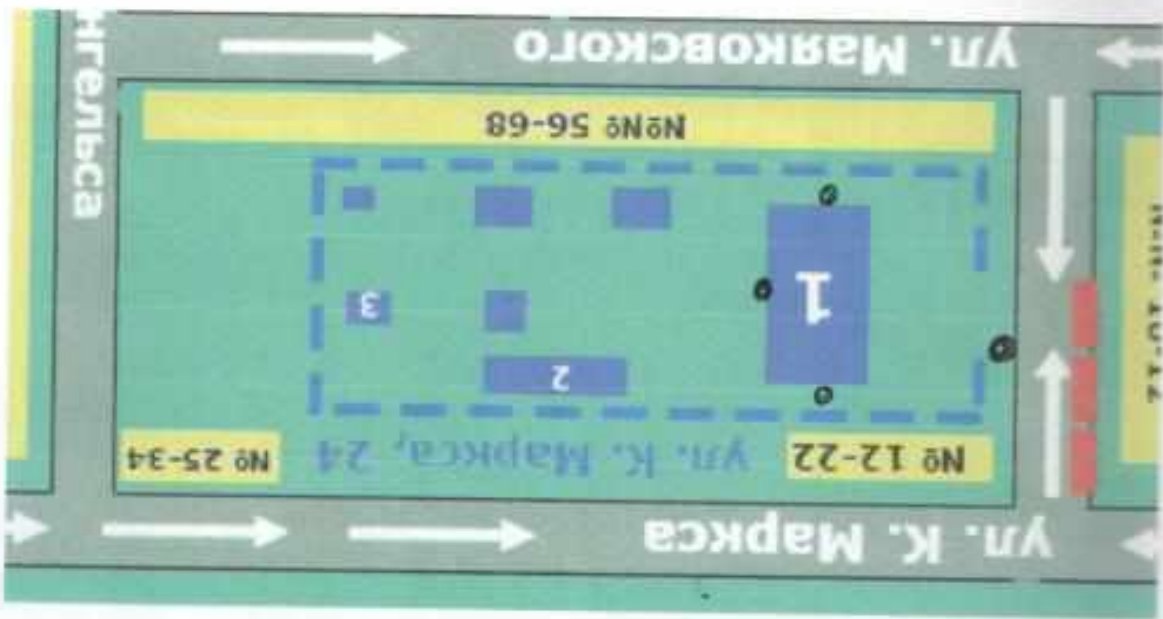 ул. К. Маркса
№ 12-22
ул. К. Маркса, 24
№ 25-34
2
1
3
№№ 56-68
ул. Маяковского
нгельса